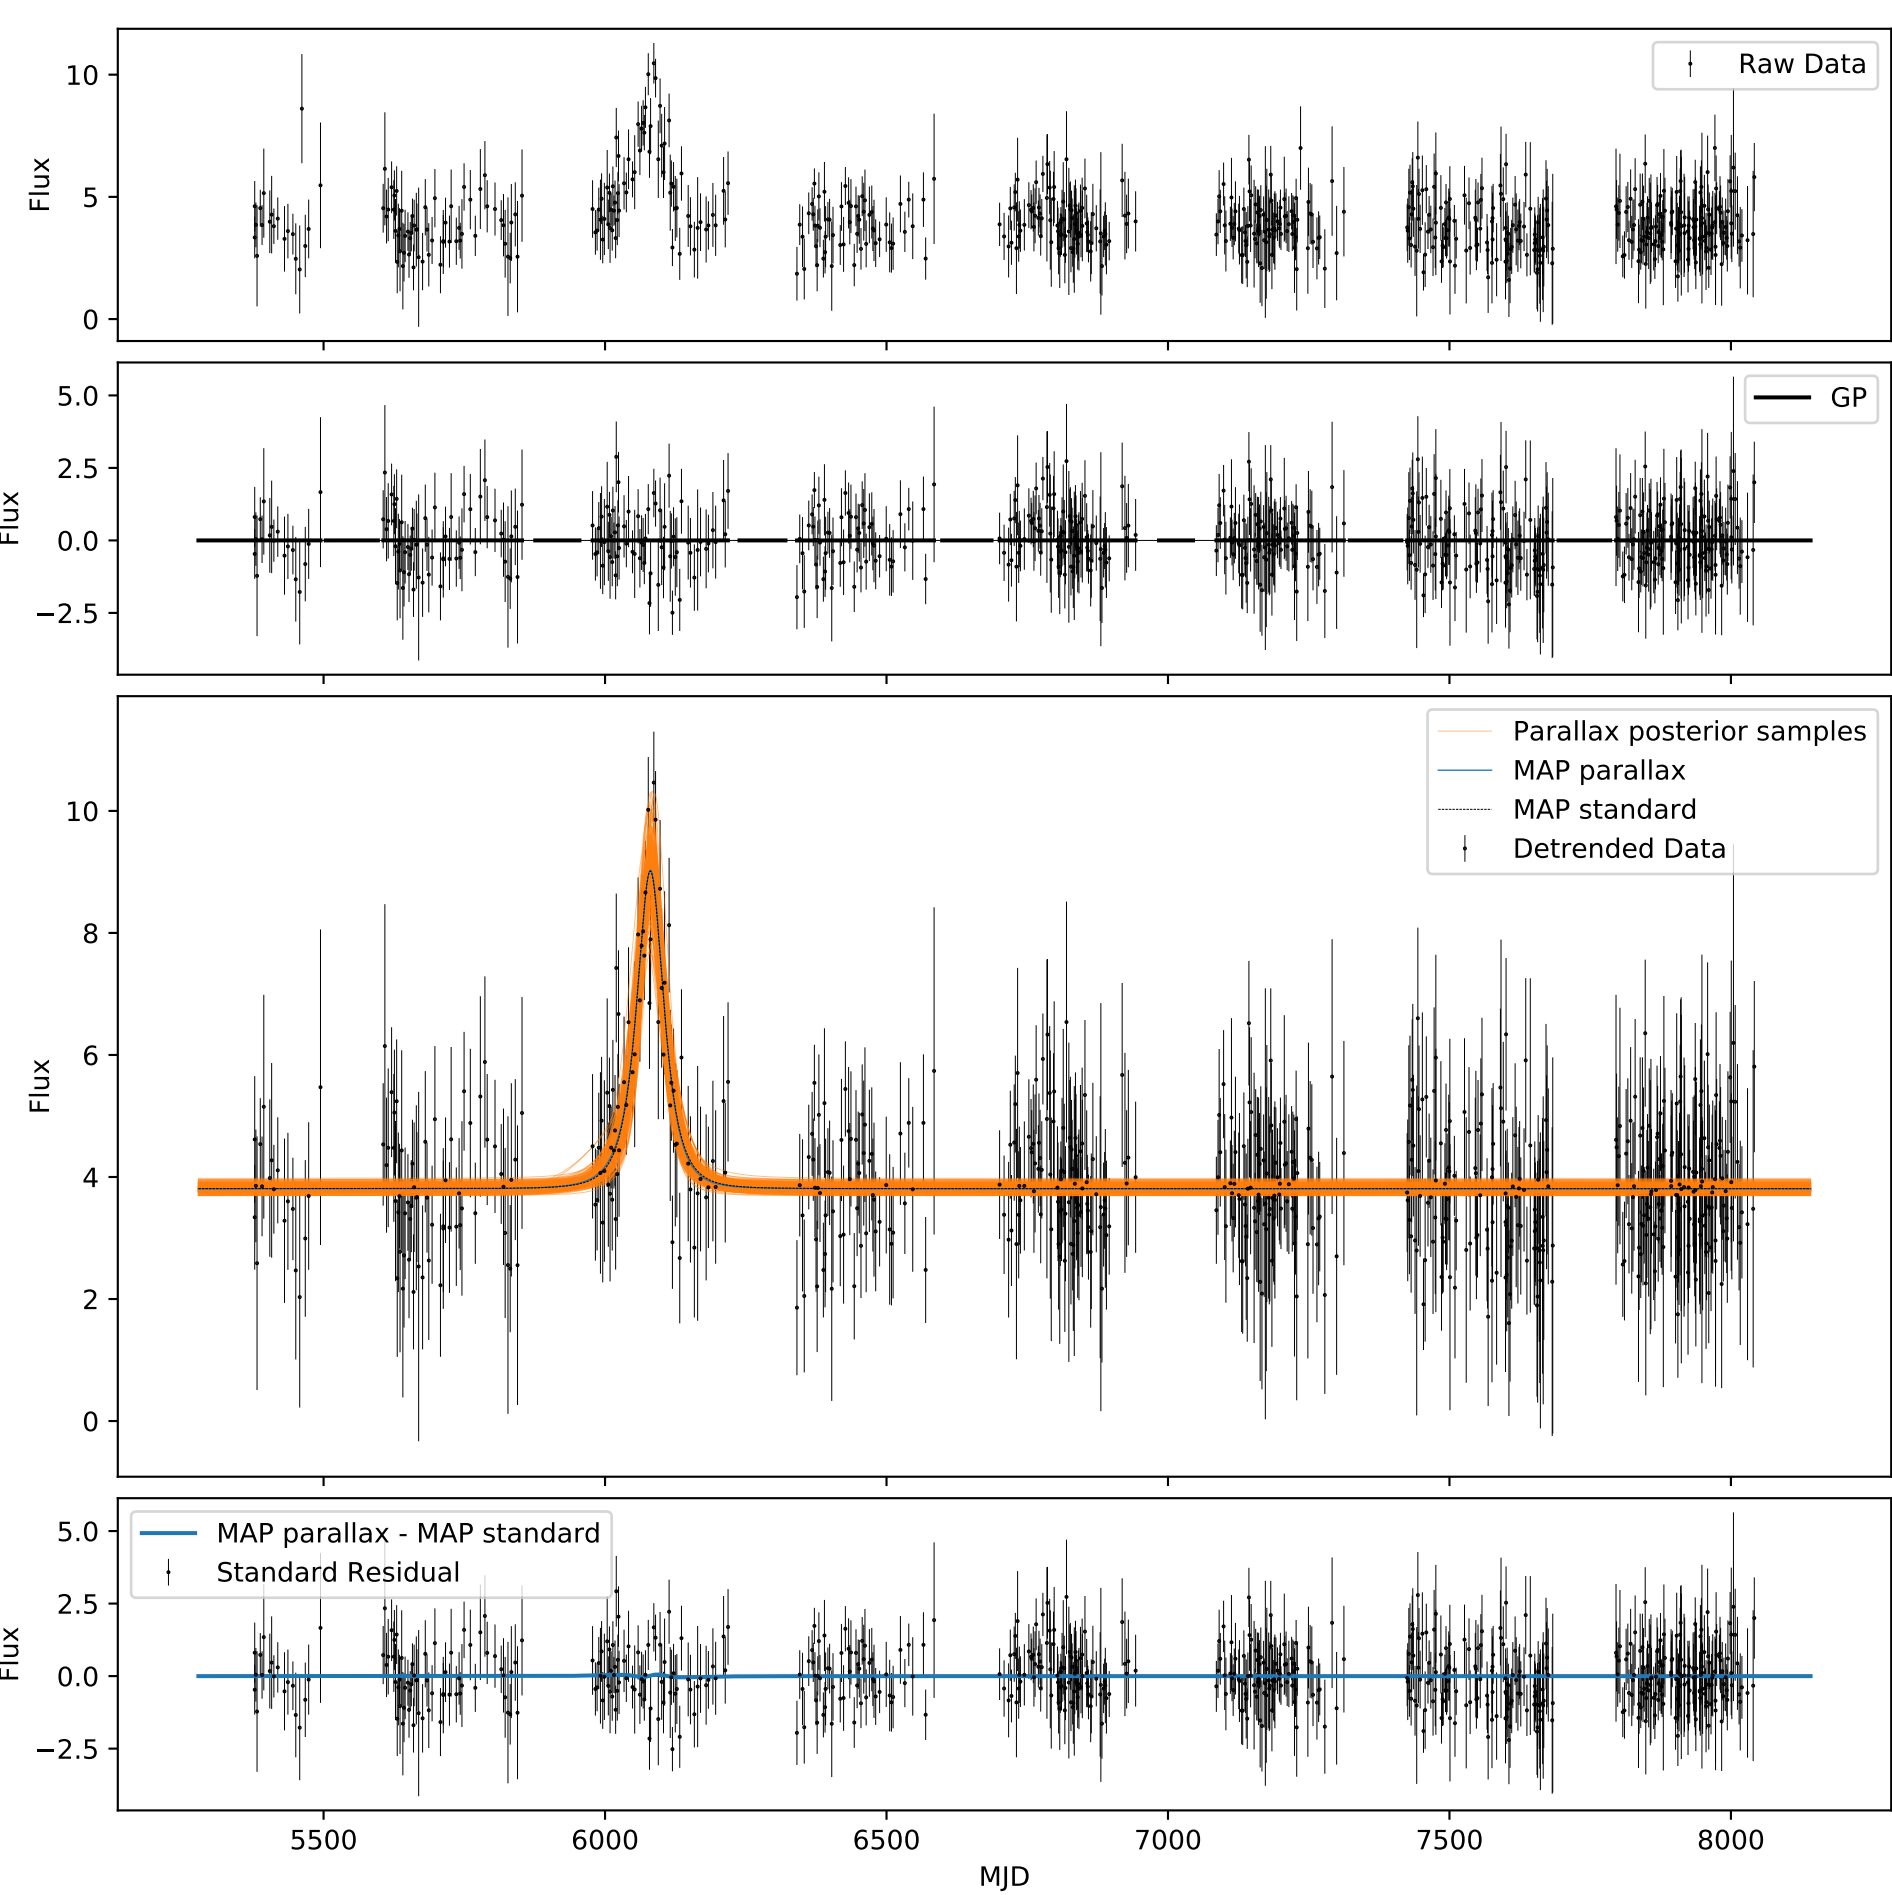 10
5
0
Flux
Raw Data
5.0
2.5
0.0
−2.5
Flux
GP
10
8
6
4
2
0
Flux
Parallax posterior samples
MAP parallax
MAP standard
Detrended Data
5.0
2.5
0.0
−2.5
Flux
MAP parallax - MAP standard
Standard Residual
5500
6000
6500
7000
7500
8000
MJD